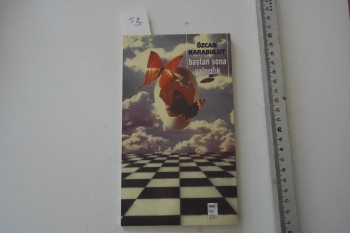 52
ÖZCAN
KARABULUT
baştan sona
yalnızlık